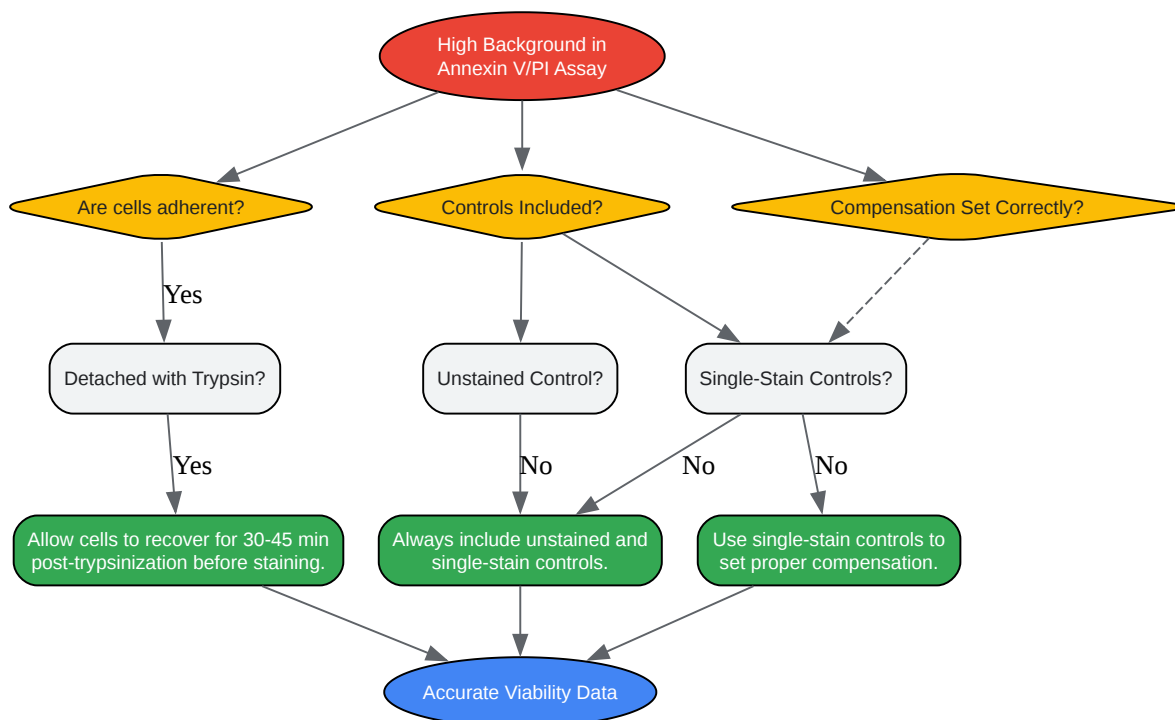 High Background in
Annexin V/PI Assay
Are cells adherent?
Controls Included?
Compensation Set Correctly?
Yes
Detached with Trypsin?
Unstained Control?
Single-Stain Controls?
Yes
No
No
No
Allow cells to recover for 30-45 min
post-trypsinization before staining.
Always include unstained and
single-stain controls.
Use single-stain controls to
set proper compensation.
Accurate Viability Data